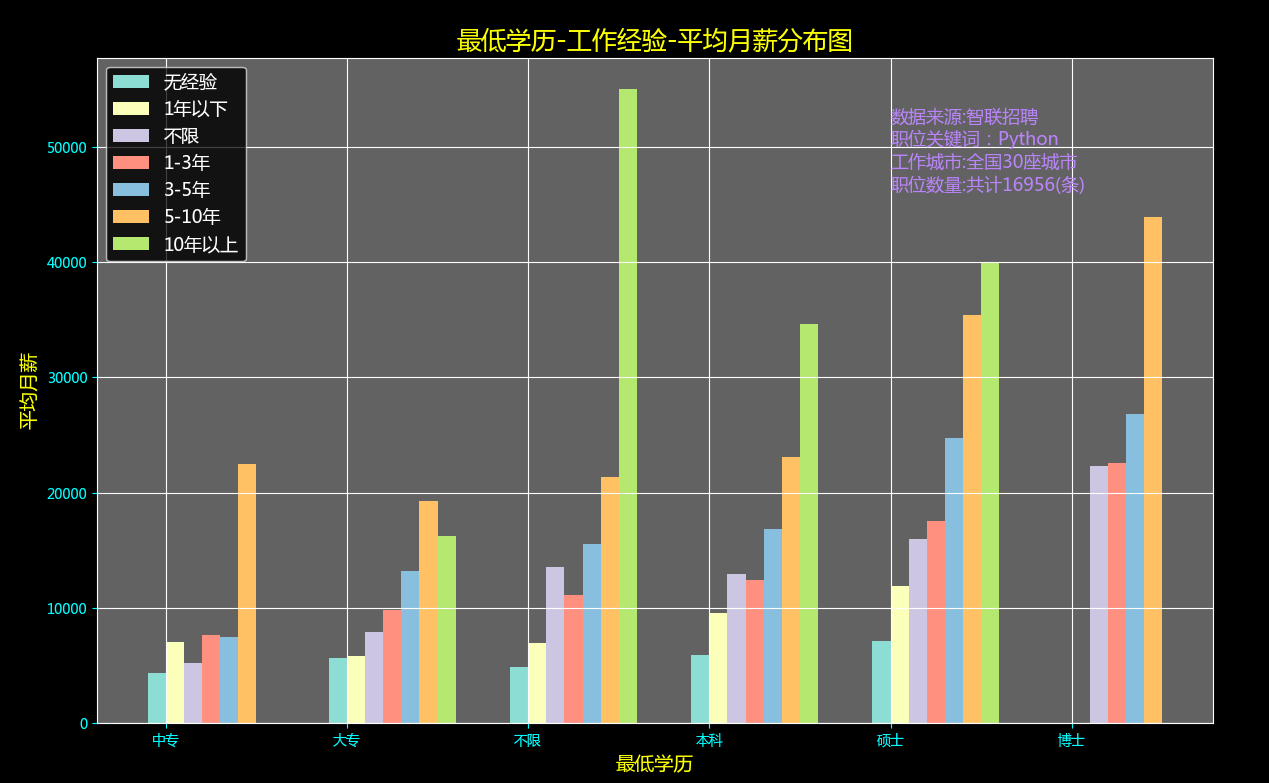 最低学历-工作经验-平均月薪分布图
无经验
1年以下
不限
1-3年
3-5年
5-10年
10年以上
数据来源:智联招聘
职位关键词：Python
工作城市:全国30座城市
职位数量:共计16956(条)
平均月薪
50000
40000
30000
20000
10000
0
中专
大专
不限
本科
硕士
博士
最低学历